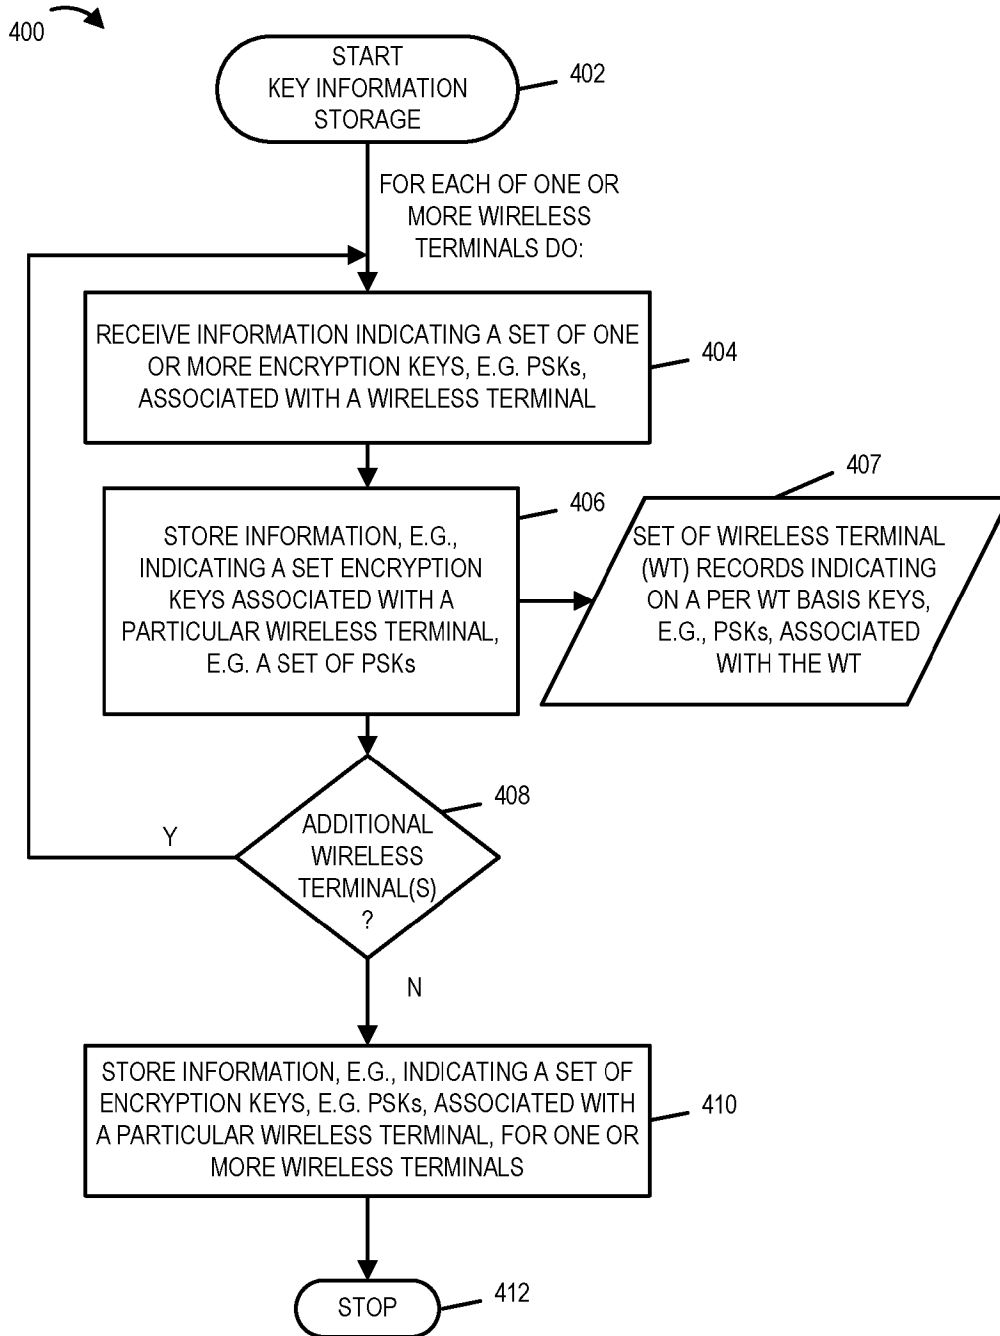 400
START
KEY INFORMATION
STORAGE
402
FOR EACH OF ONE OR
MORE WIRELESS
TERMINALS DO:
RECEIVE INFORMATION INDICATING A SET OF ONE
OR MORE ENCRYPTION KEYS, E.G. PSKs,
ASSOCIATED WITH A WIRELESS TERMINAL
404
STORE INFORMATION, E.G.,
INDICATING A SET ENCRYPTION
KEYS ASSOCIATED WITH A
PARTICULAR WIRELESS TERMINAL,
E.G. A SET OF PSKs
406
407
SET OF WIRELESS TERMINAL
(WT) RECORDS INDICATING
ON A PER WT BASIS KEYS,
E.G., PSKs, ASSOCIATED
WITH THE WT
ADDITIONAL
WIRELESS
TERMINAL(S)
?
408
Y
N
STORE INFORMATION, E.G., INDICATING A SET OF
ENCRYPTION KEYS, E.G. PSKs, ASSOCIATED WITH
A PARTICULAR WIRELESS TERMINAL, FOR ONE OR
MORE WIRELESS TERMINALS
410
STOP
412